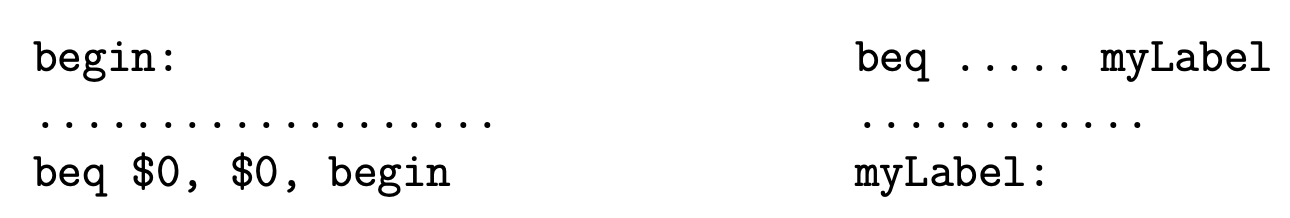 begin:
...................
beq $0, $0, begin
beq ..... myLabel
............
myLabel: